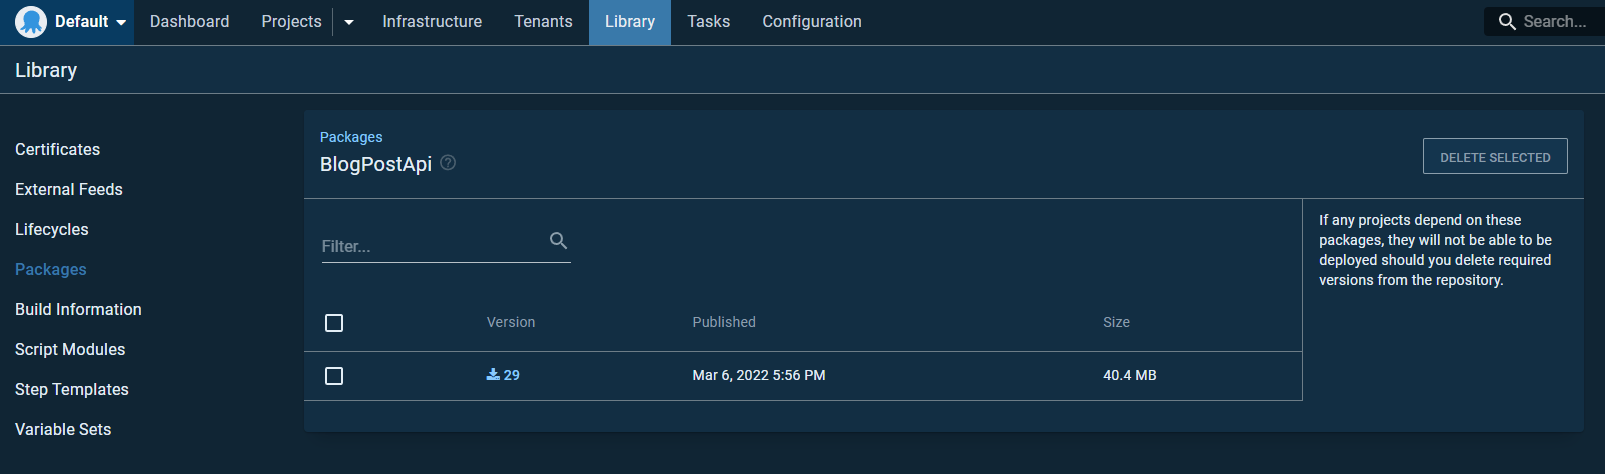 Default Dashboard Projects Infrastructure Tenants Library Tasks Configuration Search...
Library
Certificates
External Feeds
Lifecycles
Packages
Build Information
Script Modules
Step Templates
Variable Sets
Packages
BlogPostApi ?
DELETE SELECTED
Filter...
Version Published Size
29 Mar 6, 2022 5:56 PM 40.4 MB
If any projects depend on these
packages, they will not be able to be
deployed should you delete required
versions from the repository.